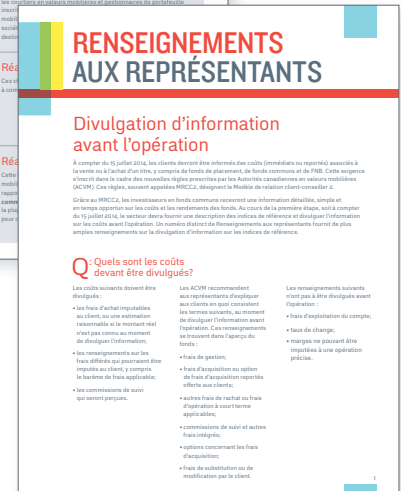 les courtiers en valeurs mobilières et gestionnaires de portefeuille
RENSEIGNEMENTS
AUX REPRÉSENTANTS
Divulgation d'information
avant l'opération
À compter du 15 juillet 2014, les clients devront être informés des coûts (immédiats ou reportés) associés à
la vente ou à l'achat d'un titre, y compris de fonds de placement, de fonds commune et de FNB. Cette exigence
s'inscrit dans le cadre des nouvelles règles prescrites par les Autorités canadiennes en valeurs mobilières
(ACVM). Ces règles, souvent appelées MRCC2, désignent le Modèle de relation client-conseiller 2.
Grâce au MRCC2, les investisseurs en fonds communs recevront une information détaillée, simple et
en temps opportun sur les coûts et les rendements des fonds. Au cours de la première étape, soit à compter
du 15 juillet 2014, le secteur devra fournir une description des indices de référence et divulguer l'information
sur les coûts avant l'opération. Un numéro distinct de Renseignements aux représentants fournit de plus
amples renseignements sur la divulgation d'information sur les indices de référence.
Q: Quels sont les coûts
devant être divulgués?
Les coûts suivants doivent être
divulgués :
• les frais d'achat imputables
au client, ou une estimation
raisonnable si le montant réel
n'est pas connu au moment
de divulguer l'information;
• les renseignements sur les
frais différés qui pourraient être
imputés au client, y compris
le barème de frais applicable;
• les commissions de suivi
qui seront perçues.
Les ACVM recommandent
aux représentants d'expliquer
aux clients en quoi consistent
les termes suivants, au moment
de divulguer l'information avant
l'opération. Ces renseignements
se trouvent dans l'aperçu du
fonds :
• frais de gestion;
• frais d'acquisition ou option
de frais d'acquisition reportés
offerte aux clients;
• autres frais de rachat ou frais
d'opération à court terme
applicables;
• commissions de suivi et autres
frais intégrés;
• options concernant les frais
d'acquisition;
• frais de substitution ou de
modification par le client.
Les renseignements suivants
n'ont pas à être divulgués avant
l'opération :
• frais d'exploitation du compte;
• taux de change;
• marges ne pouvant être
imputées à une opération
précise.
1